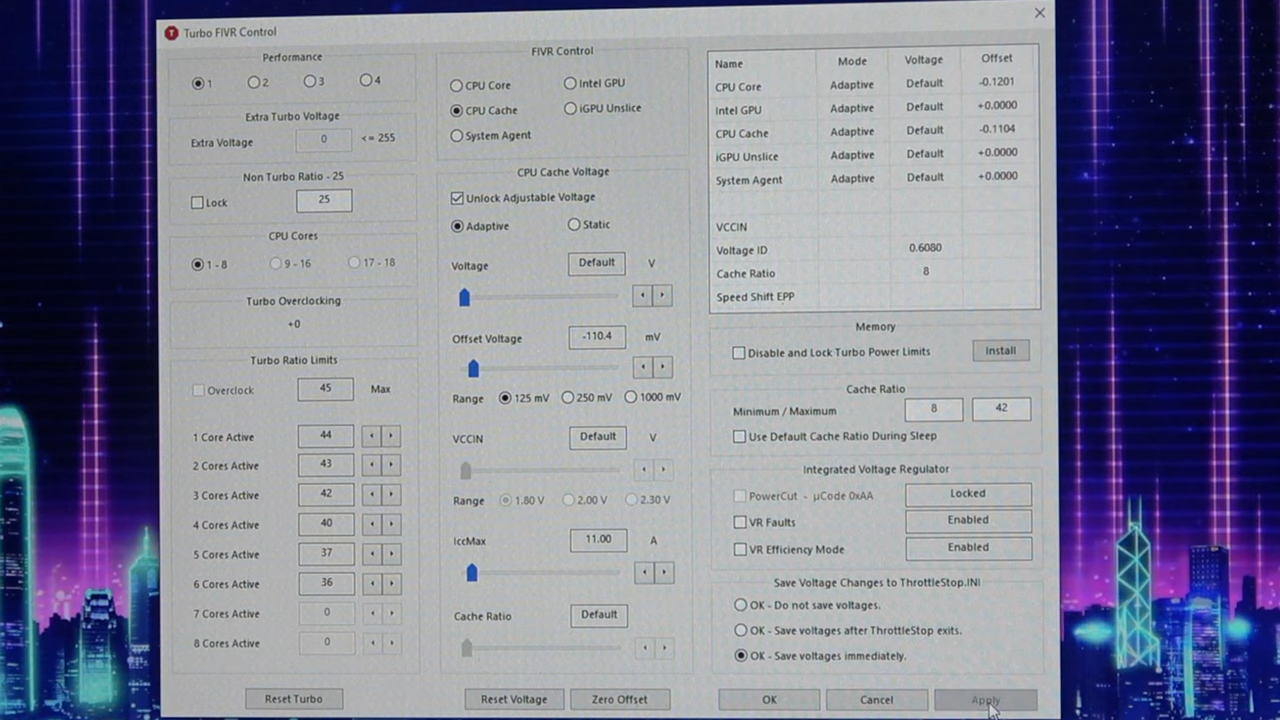 Turbo FIVR Control
Performance
1 2 3 4
Extra Turbo Voltage
Extra Voltage 0 <= 255
Non Turbo Ratio - 25
Lock 25
CPU Cores
1 - 8 9 - 16 17 - 18
Turbo Overclocking
+0
Turbo Ratio Limits
Overclock 45 Max
1 Core Active 44
2 Cores Active 43
3 Cores Active 42
4 Cores Active 40
5 Cores Active 37
6 Cores Active 36
7 Cores Active 0
8 Cores Active 0
Reset Turbo
FIVR Control
CPU Core Intel GPU
CPU Cache iGPU Unslice
System Agent
CPU Cache Voltage
Unlock Adjustable Voltage
Adaptive Static
Voltage Default V
Offset Voltage -110.4 mV
Range 125 mV 250 mV 1000 mV
VCCIN Default V
Range 1.80 V 2.00 V 2.30 V
IccMax 11.00 A
Cache Ratio Default
Reset Voltage Zero Offset
Name Mode Voltage Offset
CPU Core Adaptive Default -0.1201
Intel GPU Adaptive Default +0.0000
CPU Cache Adaptive Default -0.1104
iGPU Unslice Adaptive Default +0.0000
System Agent Adaptive Default +0.0000
VCCIN
Voltage ID 0.6080
Cache Ratio 8
Speed Shift EPP
Memory
Disable and Lock Turbo Power Limits Install
Cache Ratio
Minimum / Maximum 8 42
Use Default Cache Ratio During Sleep
Integrated Voltage Regulator
PowerCut - µCode 0xAA Locked
VR Faults Enabled
VR Efficiency Mode Enabled
Save Voltage Changes to ThrottleStop.INI
OK - Do not save voltages.
OK - Save voltages after ThrottleStop exits.
OK - Save voltages immediately.
OK Cancel Apply